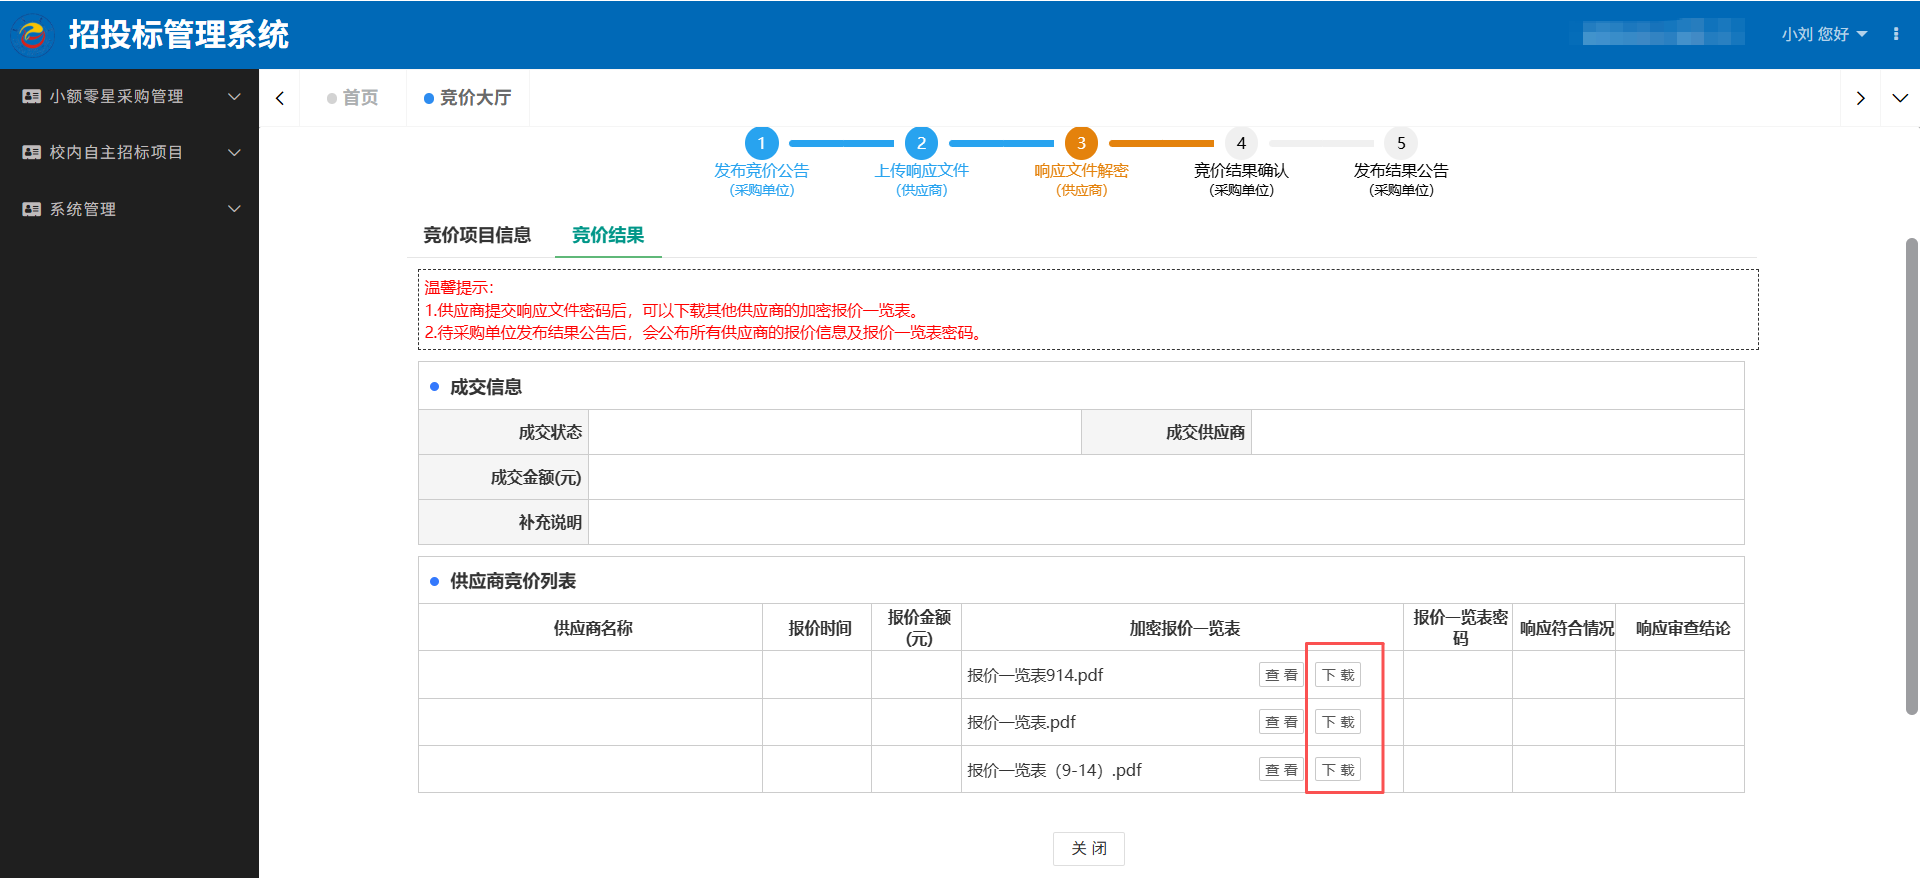 招投标管理系统
小刘 您好
小额零星采购管理
校内自主招标项目
系统管理
首页
竞价大厅
1
2
3
4
5
发布竞价公告
上传响应文件
响应文件解密
竞价结果确认
发布结果公告
(采购单位)
(供应商)
(供应商)
(采购单位)
(采购单位)
竞价项目信息
竞价结果
温馨提示：
1.供应商提交响应文件密码后，可以下载其他供应商的加密报价一览表。
2.待采购单位发布结果公告后，会公布所有供应商的报价信息及报价一览表密码。
成交信息
成交状态
成交供应商
成交金额(元)
补充说明
供应商竞价列表
供应商名称
报价时间
报价金额
(元)
加密报价一览表
报价一览表密
码
响应符合情况
响应审查结论
报价一览表914.pdf
查 看
下 载
报价一览表.pdf
查 看
下 载
报价一览表（9-14）.pdf
查 看
下 载
关 闭